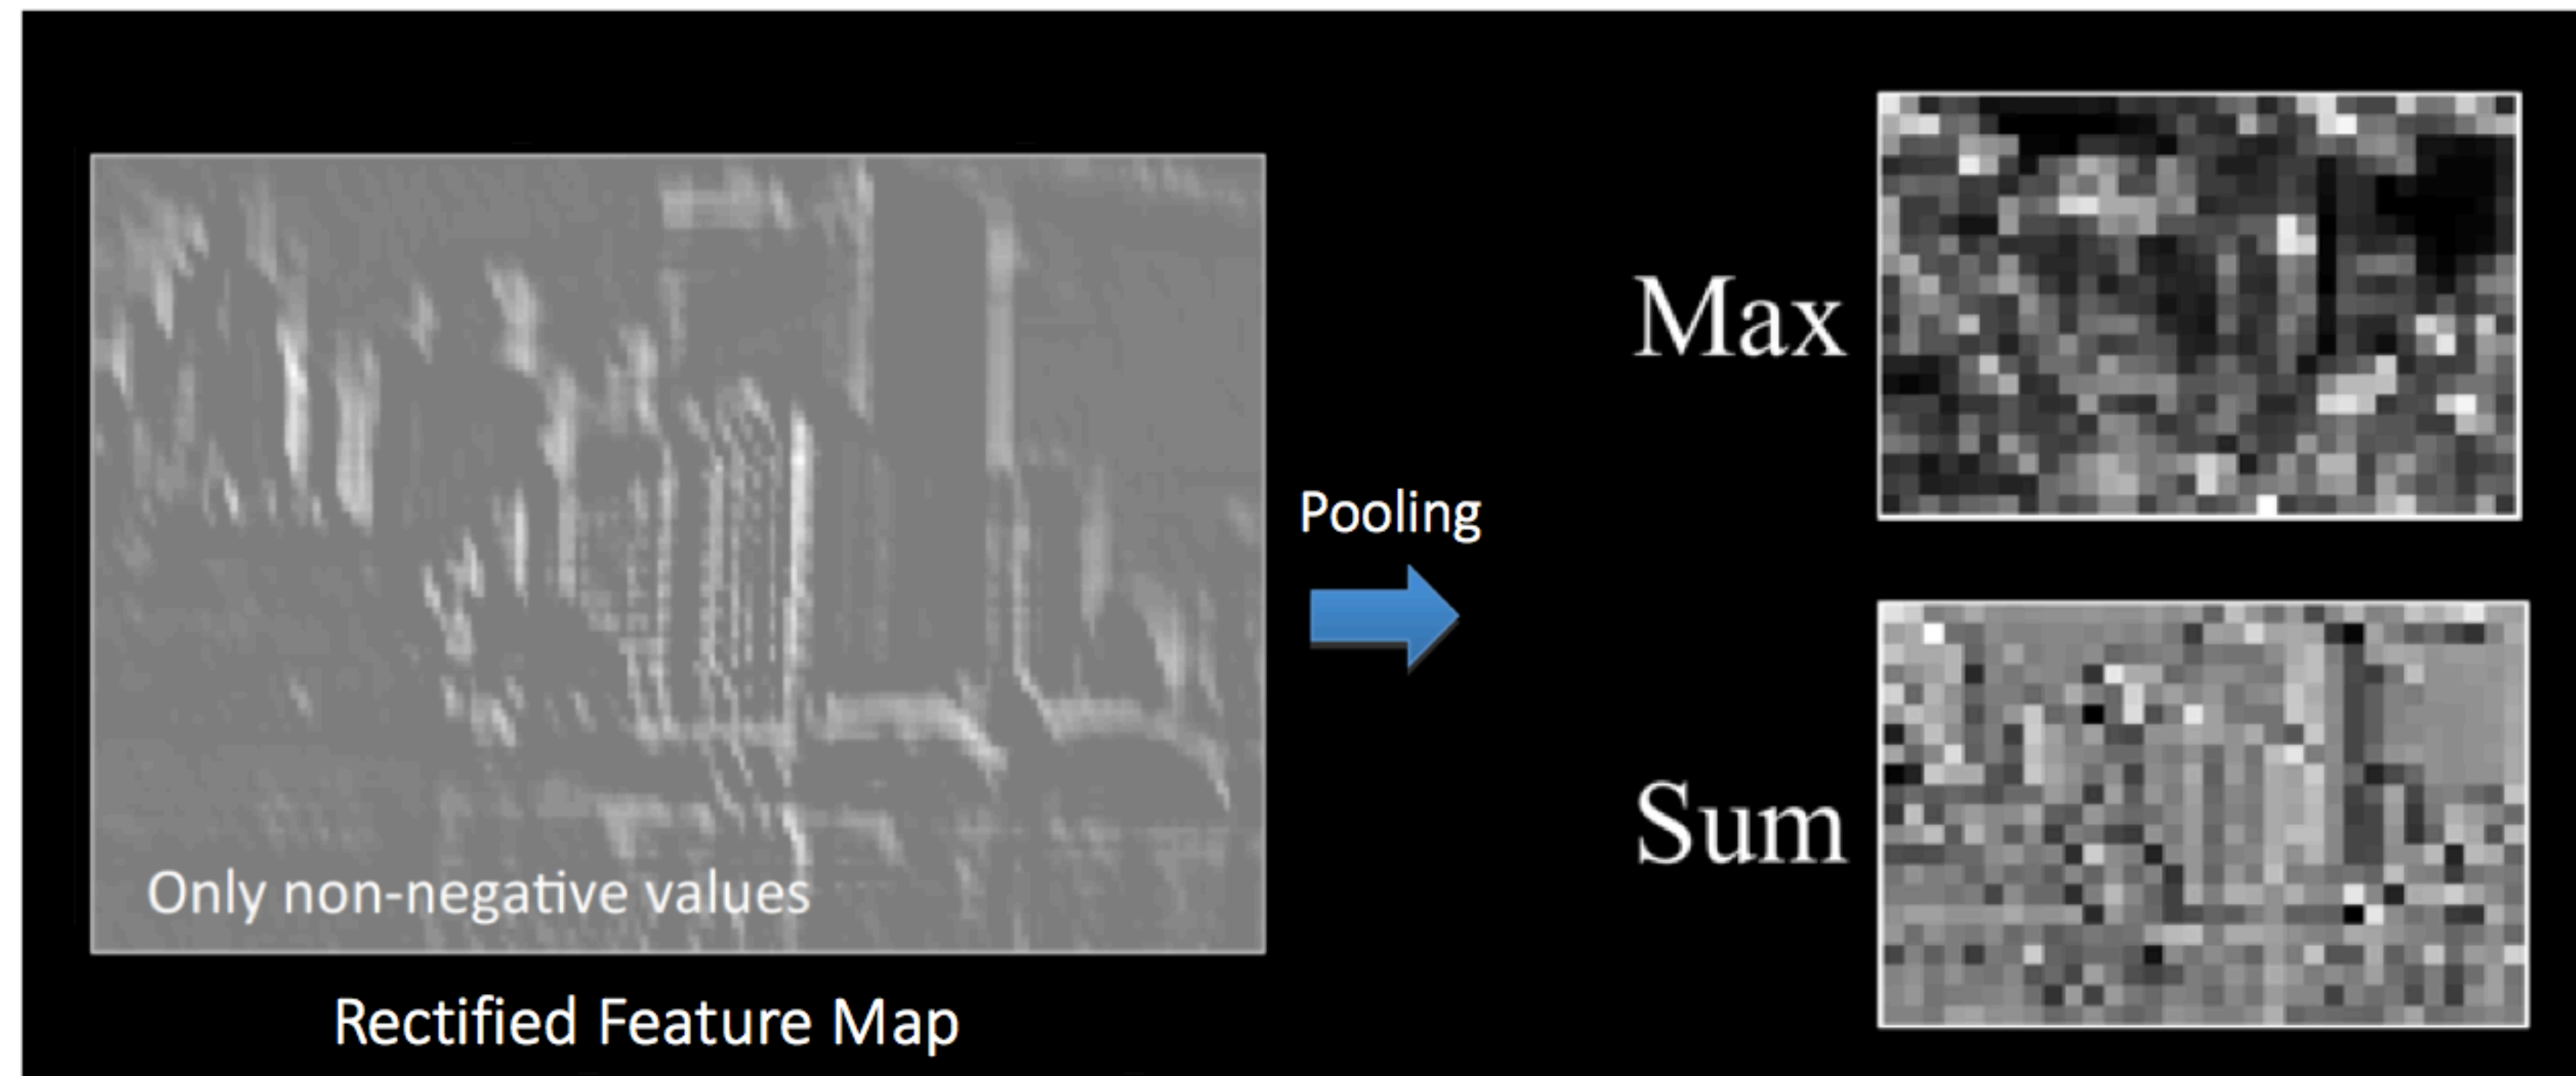 Max
Pooling
Sum
Only non-negative values
Rectified Feature Map